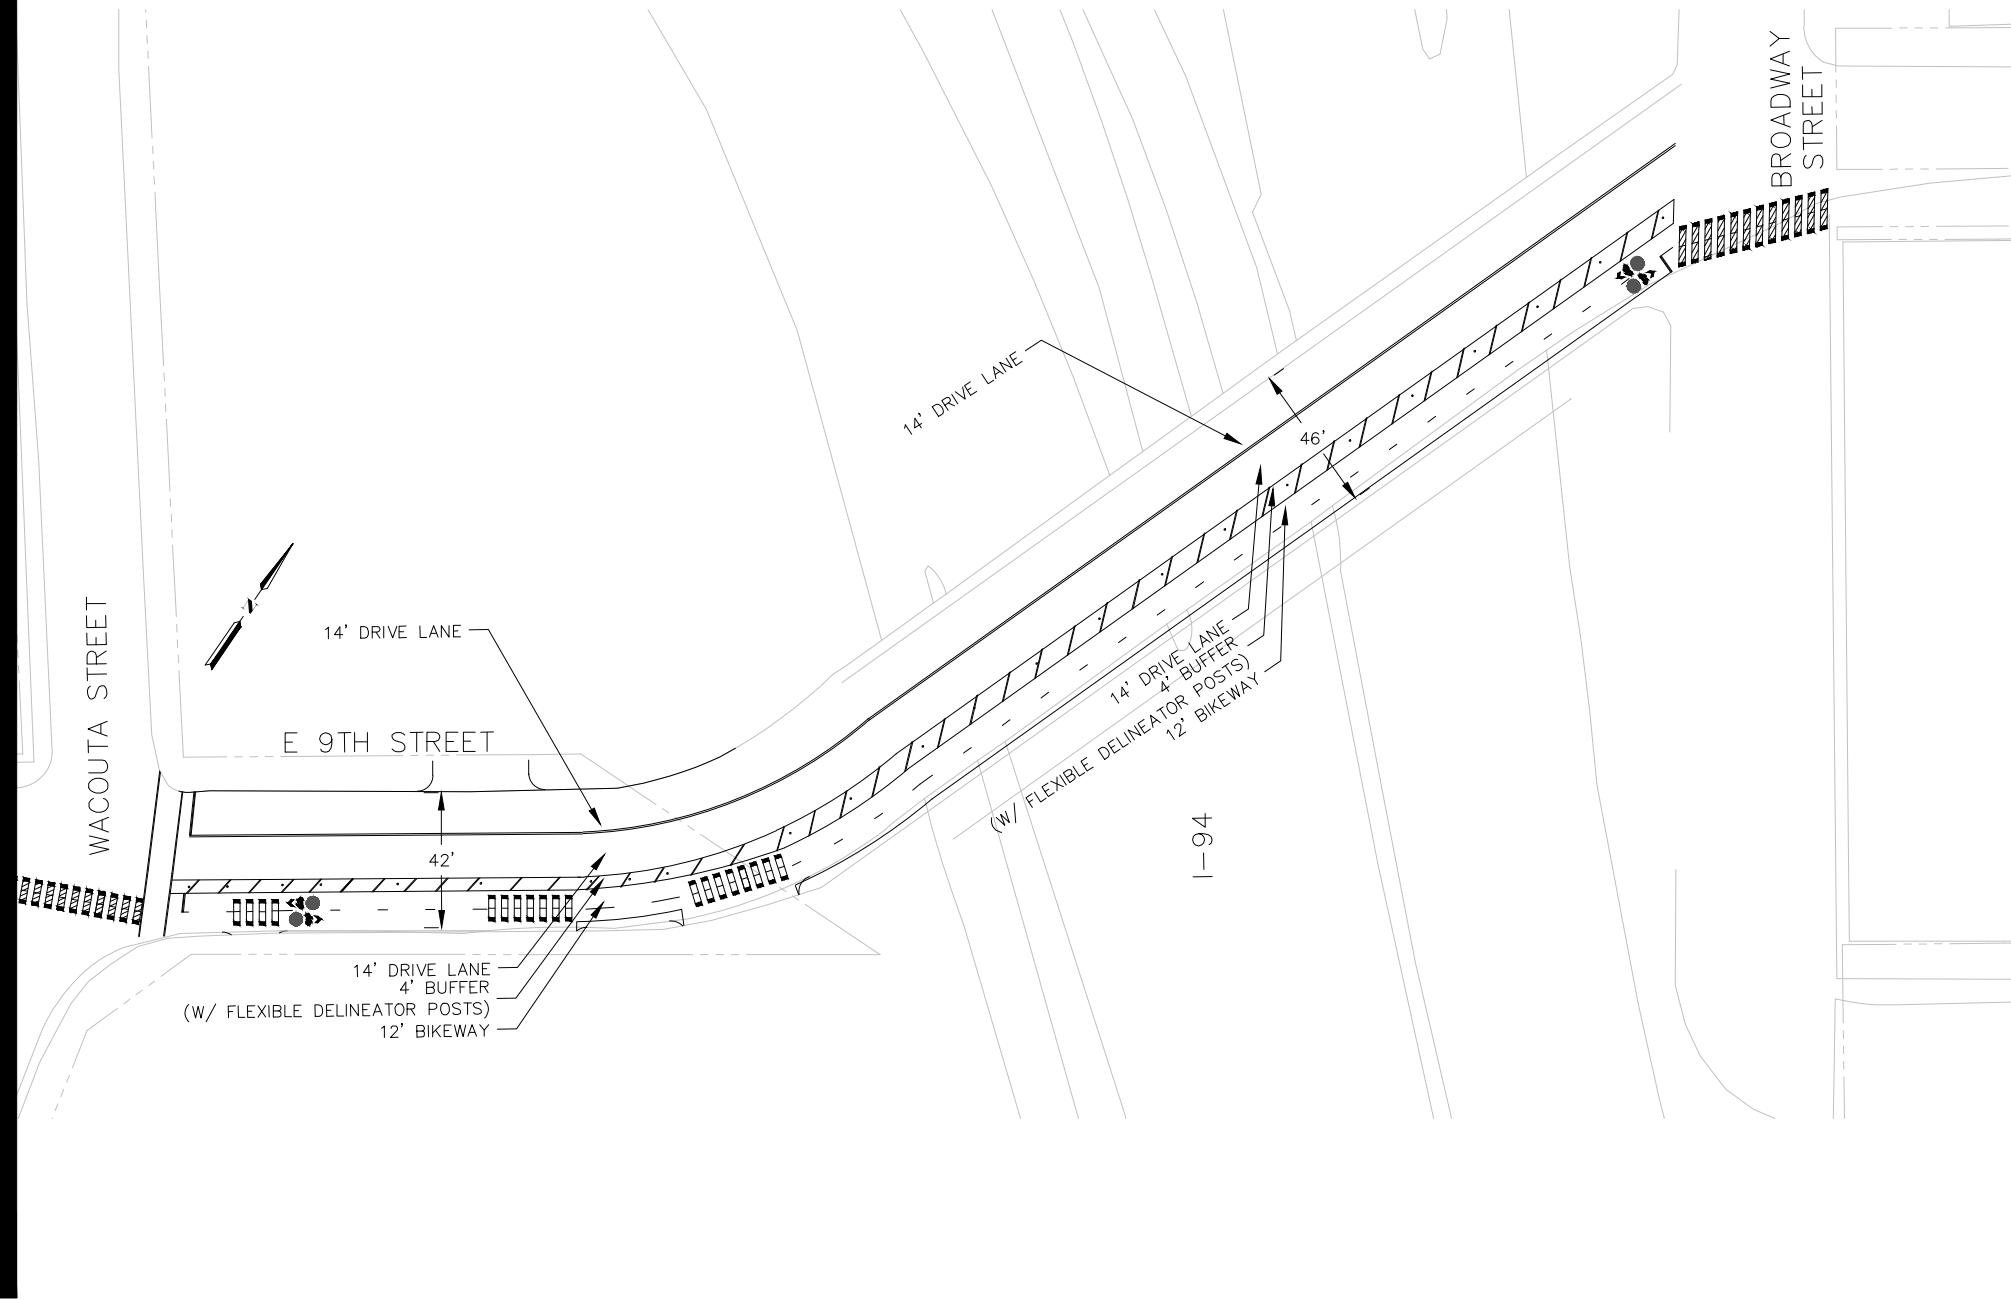 BROADWAY
STREET
14' DRIVE LANE
46'
WACOUTA STREET
N
14' DRIVE LANE
E 9TH STREET
42'
14' DRIVE LANE
4' BUFFER
(W/ FLEXIBLE DELINEATOR POSTS)
12' BIKEWAY
I-94
14' DRIVE LANE
4' BUFFER
(W/ FLEXIBLE DELINEATOR POSTS)
12' BIKEWAY